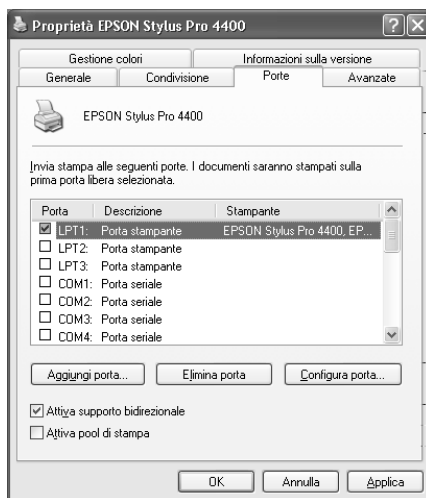 Proprietà EPSON Stylus Pro 4400
Gestione colori Informazioni sulla versione
Generale Condivisione Porte Avanzate
EPSON Stylus Pro 4400
Invia stampa alle seguenti porte. I documenti saranno stampati sulla
prima porta libera selezionata.
Porta Descrizione Stampante
LPT1: Porta stampante EPSON Stylus Pro 4400, EP...
LPT2: Porta stampante
LPT3: Porta stampante
COM1: Porta seriale
COM2: Porta seriale
COM3: Porta seriale
COM4: Porta seriale
Aggiungi porta... Elimina porta Configura porta...
Attiva supporto bidirezionale
Attiva pool di stampa
OK Annulla Applica